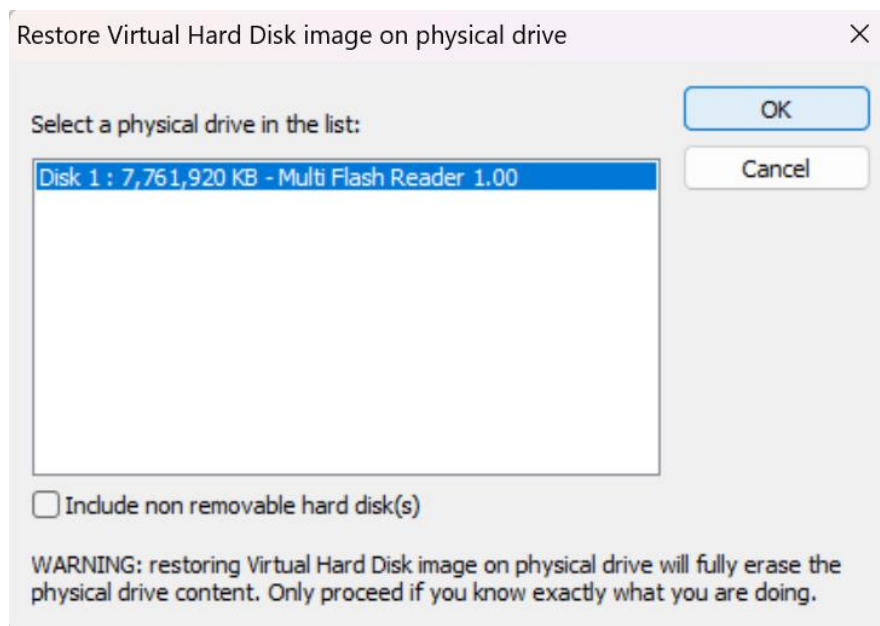 Restore Virtual Hard Disk image on physical drive
Select a physical drive in the list:
OK
Cancel
Disk 1 : 7,761,920 KB - Multi Flash Reader 1.00
Include non removable hard disk(s)
WARNING: restoring Virtual Hard Disk image on physical drive will fully erase the
physical drive content. Only proceed if you know exactly what you are doing.